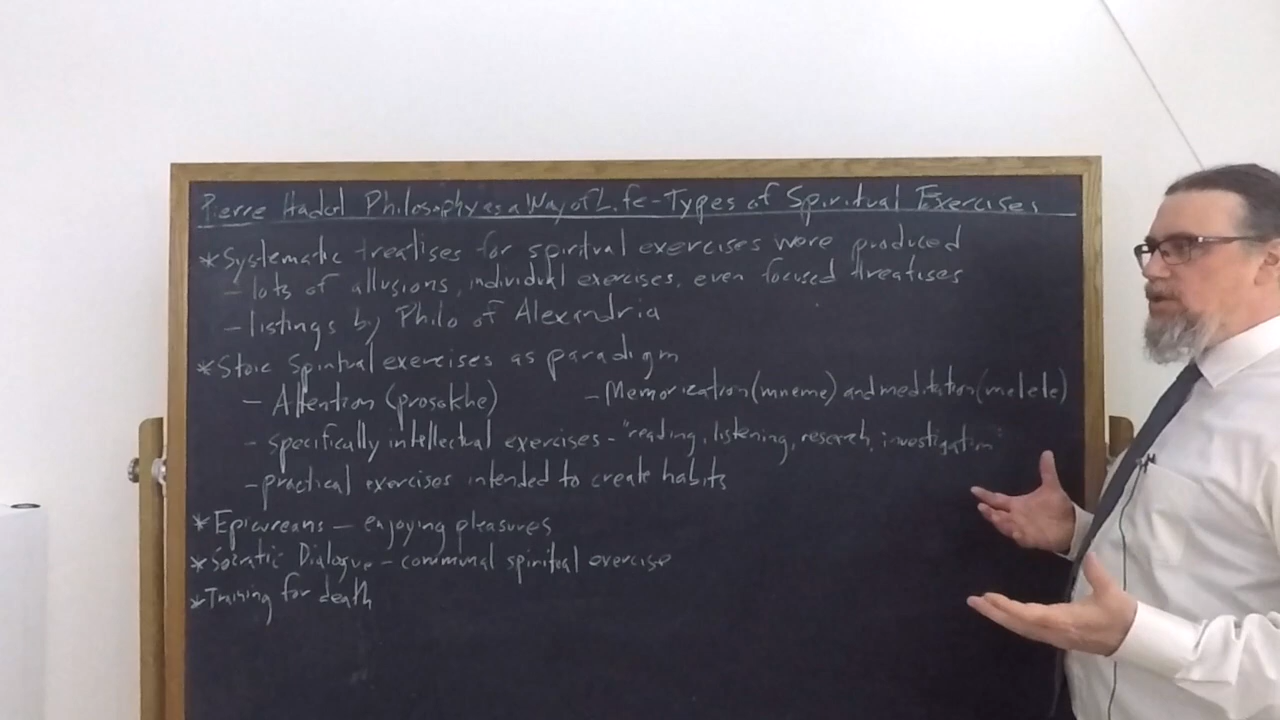 Pierre Hadot Philosophy as a Way of Life - Types of Spiritual Exercises
* Systematic treatises for spiritual exercises were produced
- lots of allusions, individual exercises, even focused treatises
- listings by Philo of Alexandria
* Stoic Spiritual exercises as paradigm
- Attention (prosokhe) - Memorization (mneme) and meditation (melete)
- specifically intellectual exercises - "reading, listening, research, investigation"
- practical exercises intended to create habits
* Epicureans - enjoying pleasures
* Socratic Dialogue - communal spiritual exercise
* Training for death